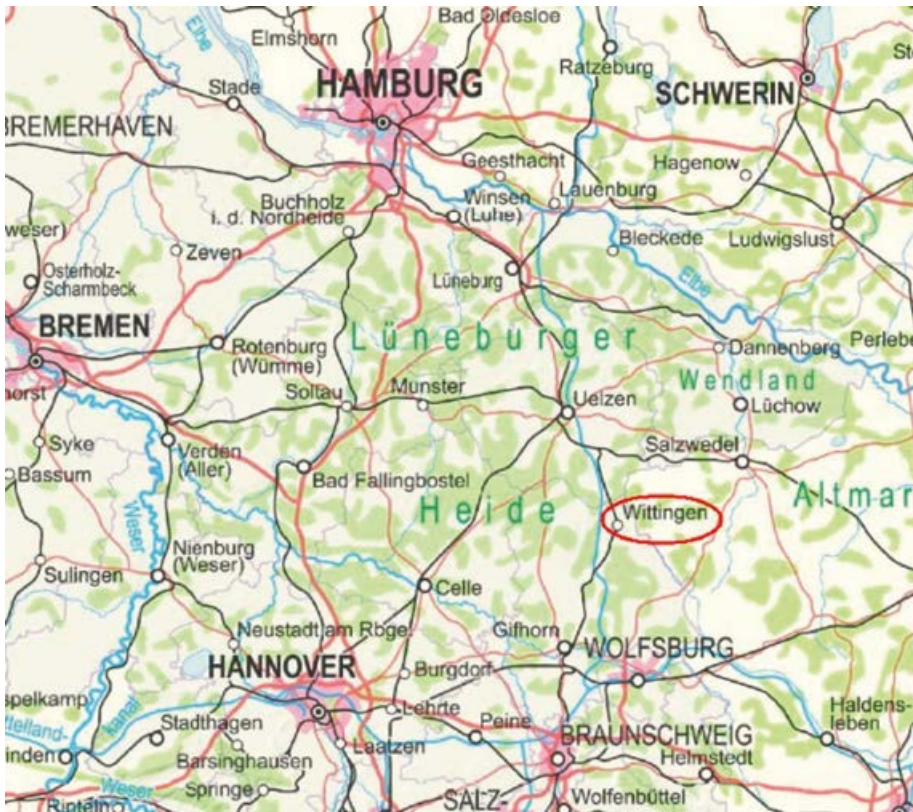 Bad Oldesloe
Elmshorn
Elbe
Ratzeburg
HAMBURG
SCHWERIN
Stade
BREMERHAVEN
Geesthacht
Hagenow
Buchholz
i. d. Nordheide
Winsen
(Luhe)
Lauenburg
Zeven
Bleckede
Ludwigslust
Osterholz-
Scharmbeck
Lüneburg
Elbe
BREMEN
Rotenburg
(Wümme)
Lüneburger
Dannenberg
Perlebe
Wendland
Soltau
Munster
Uelzen
Lüchow
Syke
Verden
(Aller)
Salzwedel
Bassum
Bad Fallingbostel
Heide
Altmar
Wittingen
Weser
Nienburg
(Weser)
Sulingen
Celle
Neustadt am Rbge.
Gifhorn
WOLFSBURG
HANNOVER
Burgdorf
spelkamp
kanal
Stadthagen
Lehrte
Peine
Haldens-
leben
BRAUNSCHWEIG
inden
Barsinghausen
Laatzen
Helmstedt
Weser
Springe
SALZ-
Wolfenbüttel